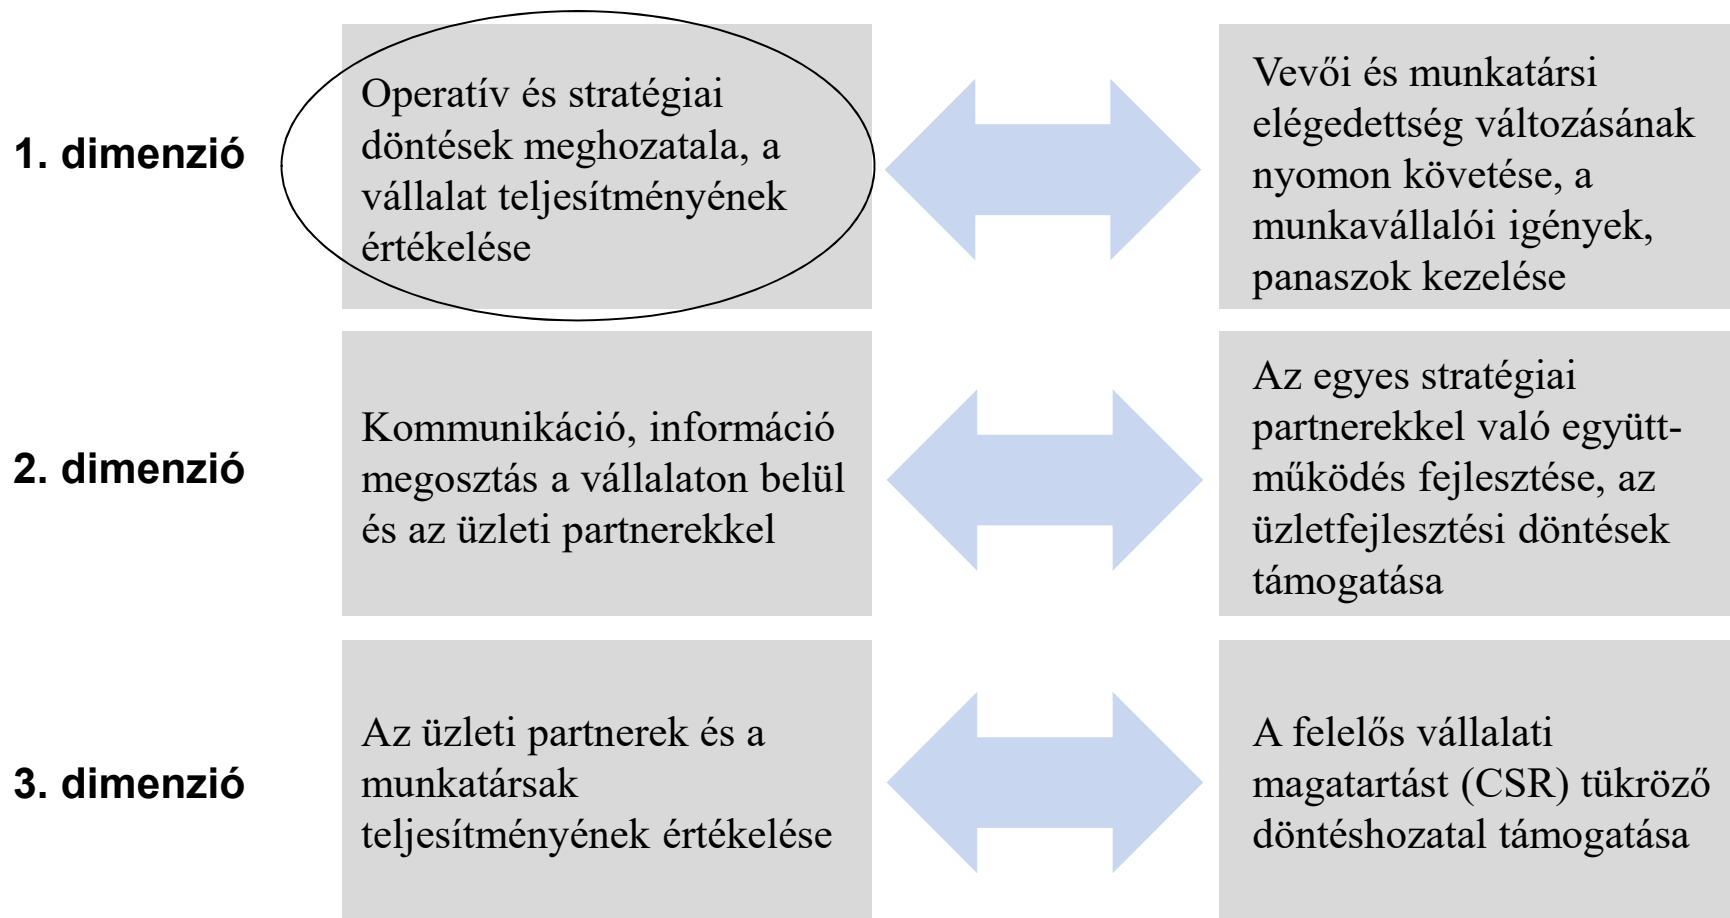 1. dimenzió
Operatív és stratégiai
döntések meghozatala, a
vállalat teljesítményének
értékelése
Vevői és munkatársi
elégedettség változásának
nyomon követése, a
munkavállalói igények,
panaszok kezelése
2. dimenzió
Kommunikáció, információ
megosztás a vállalaton belül
és az üzleti partnerekkel
Az egyes stratégiai
partnerekkel való együtt-
működés fejlesztése, az
üzletfejlesztési döntések
támogatása
3. dimenzió
Az üzleti partnerek és a
munkatársak
teljesítményének értékelése
A felelős vállalati
magatartást (CSR) tükröző
döntéshozatal támogatása